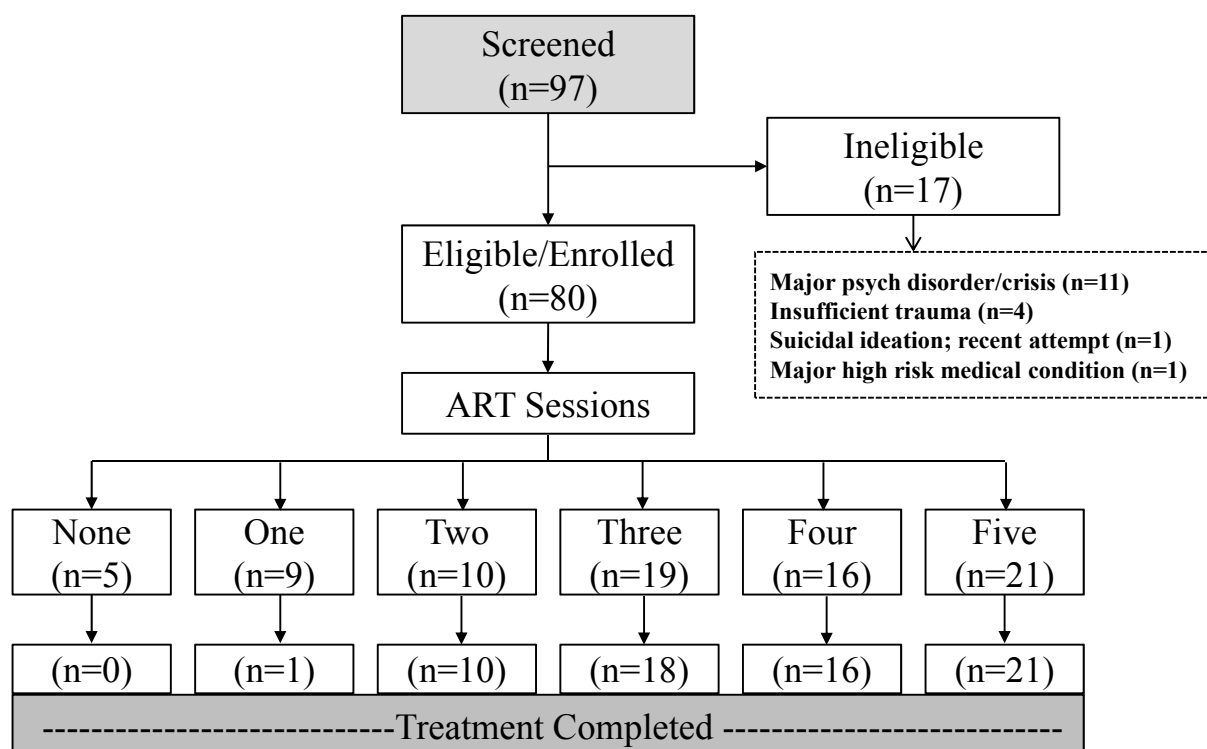 Screened
(n=97)
Ineligible
(n=17)
Eligible/Enrolled
(n=80)
Major psych disorder/crisis (n=11)
Insufficient trauma (n=4)
Suicidal ideation; recent attempt (n=1)
Major high risk medical condition (n=1)
ART Sessions
None
(n=5)
One
(n=9)
Two
(n=10)
Three
(n=19)
Four
(n=16)
Five
(n=21)
(n=0)
(n=1)
(n=10)
(n=18)
(n=16)
(n=21)
Treatment Completed